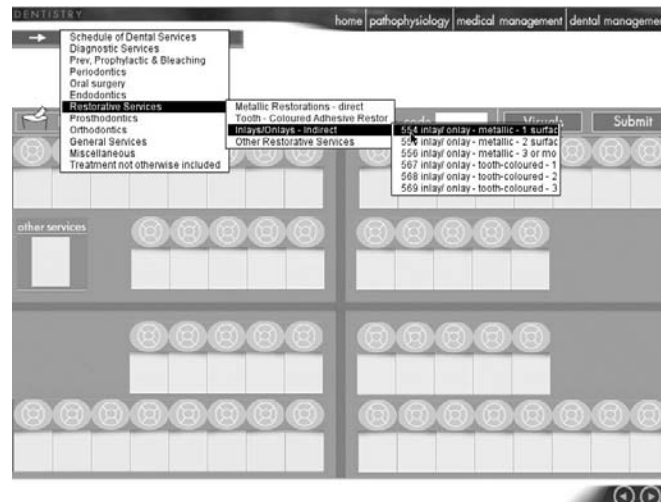 DENTISTRY
home pathophysiology medical management dental manageme
Schedule of Dental Services
Diagnostic Services
Prev, Prophylactic & Bleaching
Periodontics
Oral surgery
Endodontics
Restorative Services
Prosthodontics
Orthodontics
General Services
Miscellaneous
Treatment not otherwise included
Metallic Restorations - direct
Tooth - Coloured Adhesive Restor
Inlays/Onlays - Indirect
Other Restorative Services
code
Visuals
Submit
554 inlay/ onlay - metallic - 1 surfac
inlay/ onlay - metallic - 2 surfac
556 inlay/ onlay - metallic - 3 or mo
567 inlay/ onlay - tooth-coloured - 1
568 inlay/ onlay - tooth-coloured - 2
569 inlay/ onlay - tooth-coloured - 3
other services